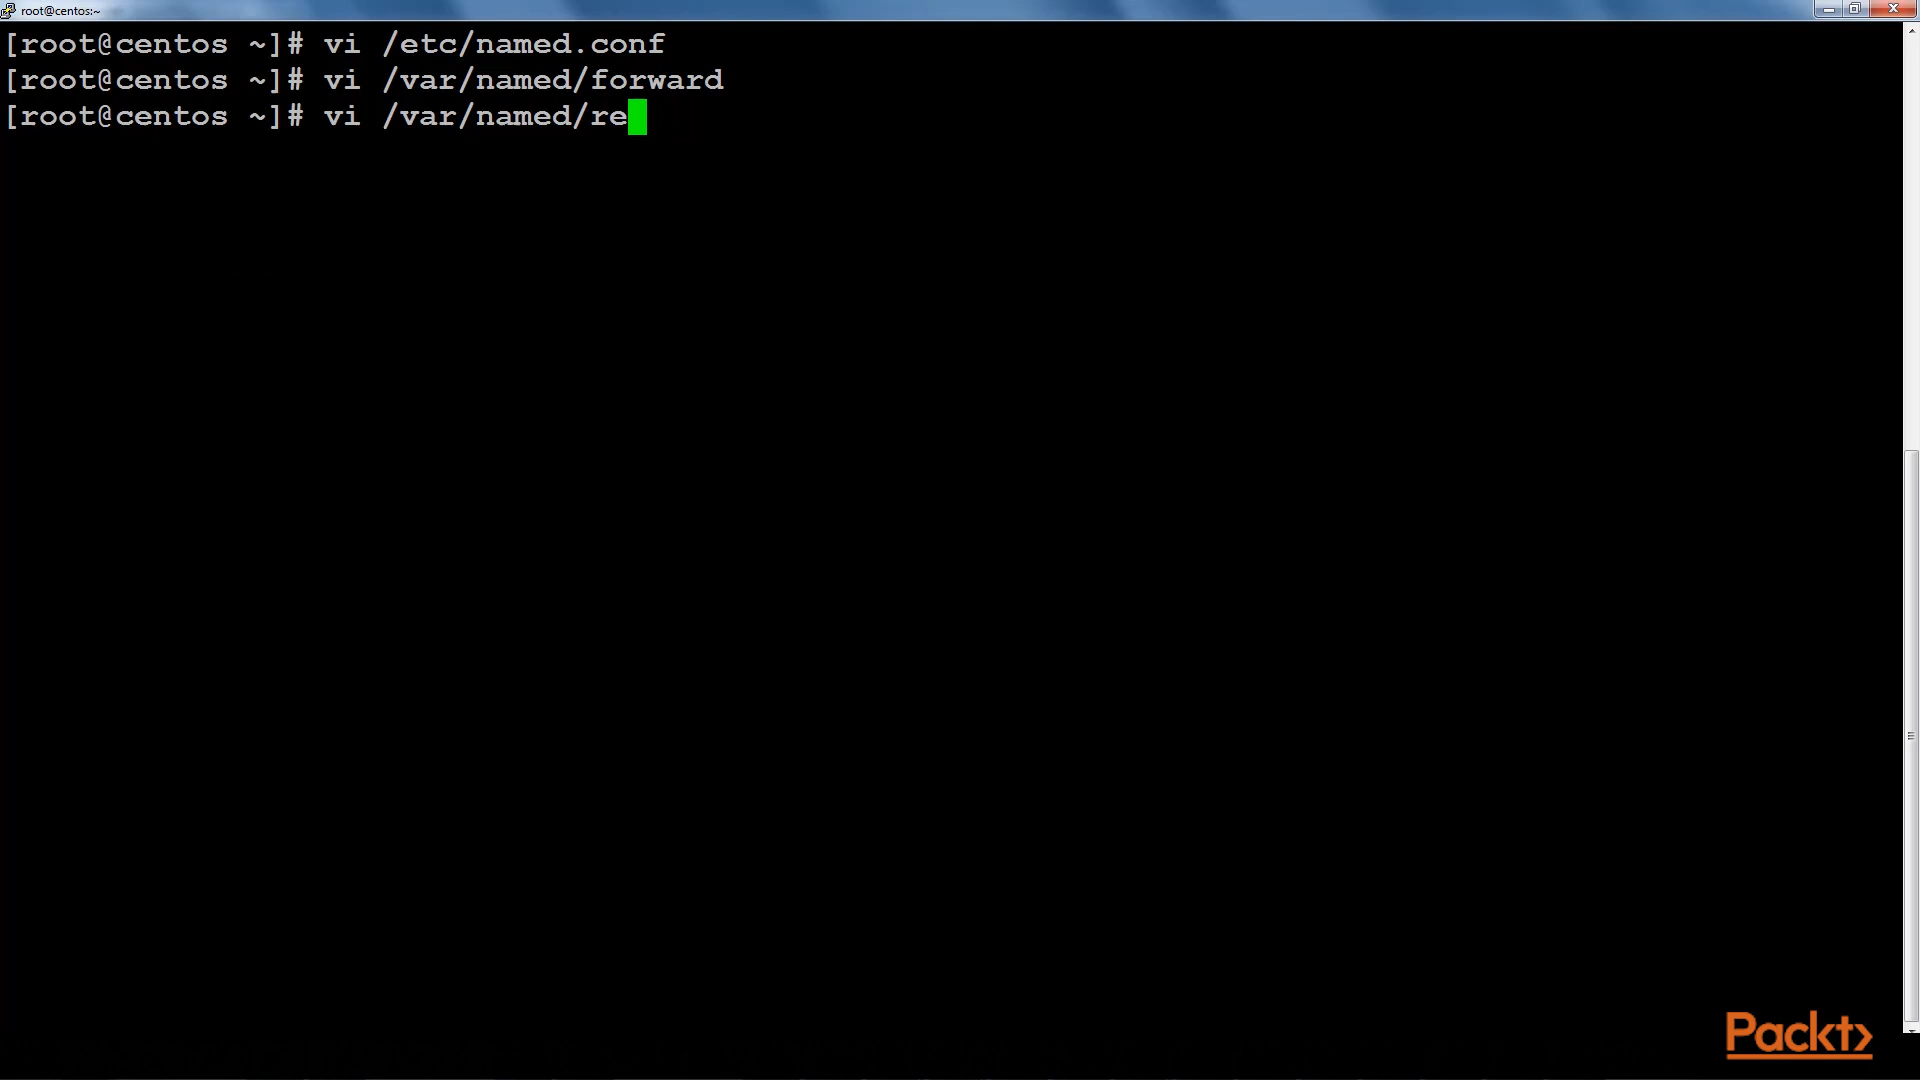 root@centos:~
[root@centos ~]# vi /etc/named.conf
[root@centos ~]# vi /var/named/forward
[root@centos ~]# vi /var/named/re
Packt>